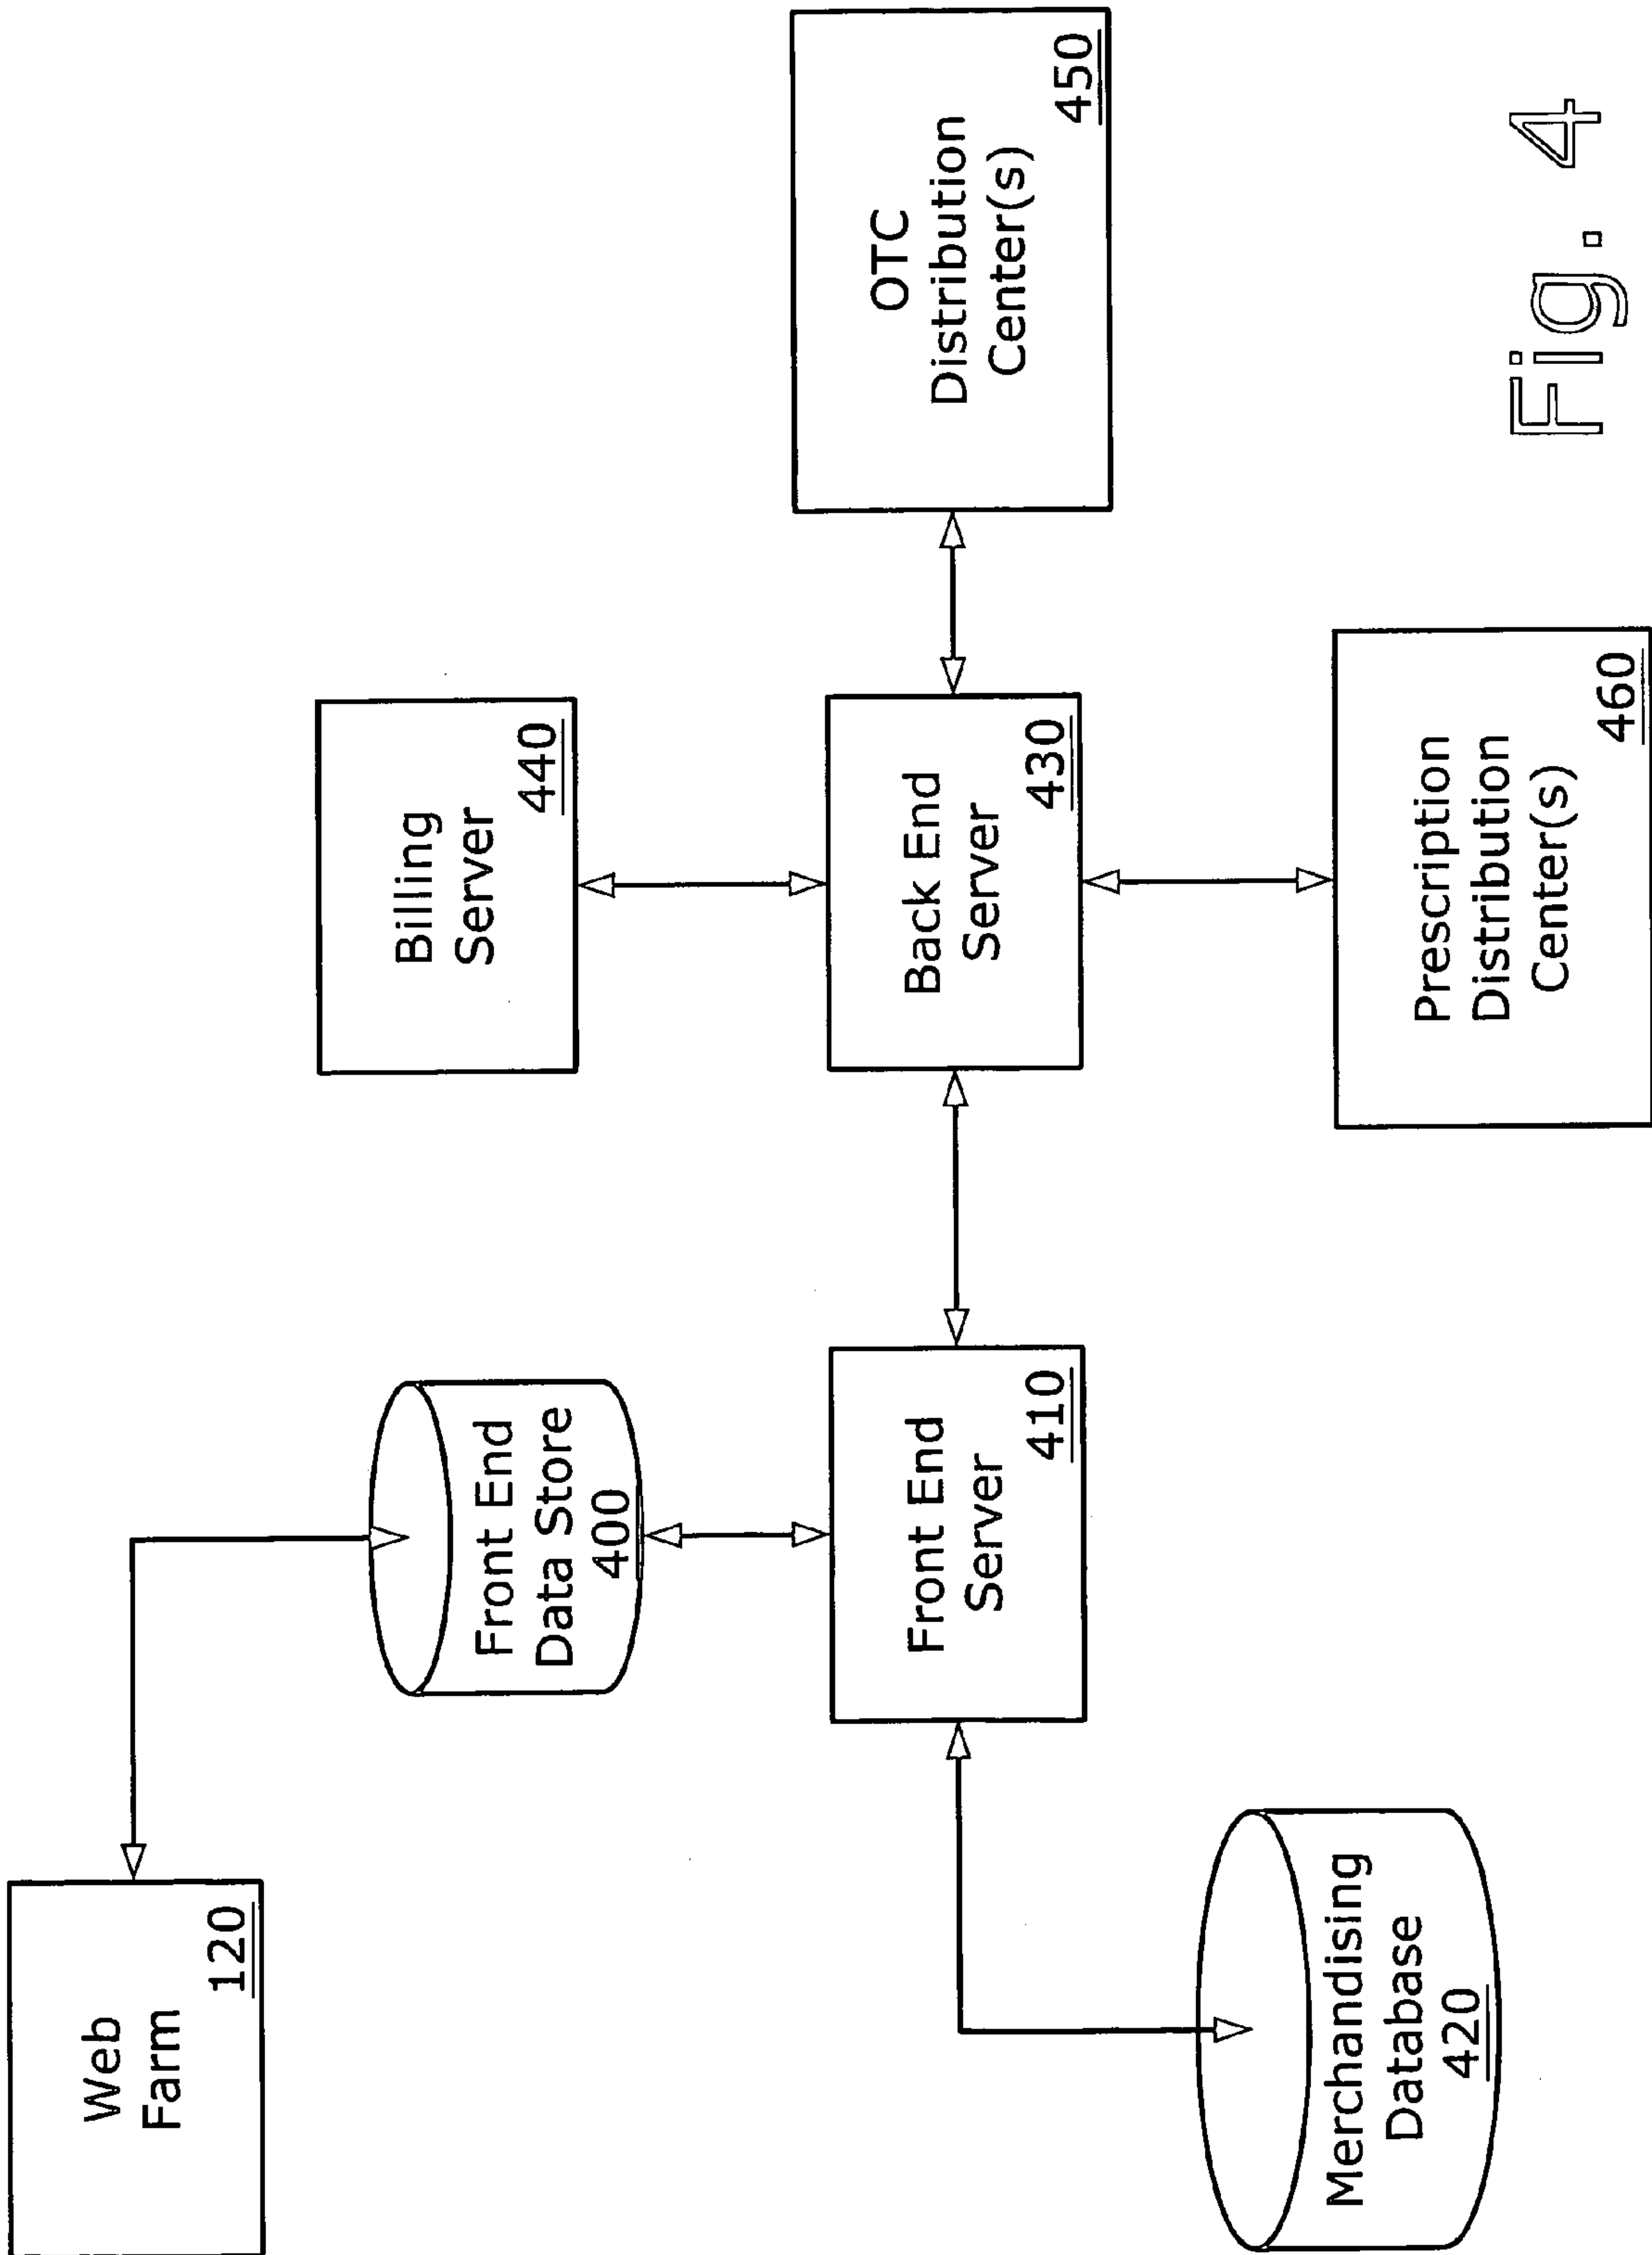 Web
Farm
120
Front End
Data Store
400
Billing
Server
440
Merchandising
Database
420
Front End
Server
410
Back End
Server
430
OTC
Distribution
Center(s)
450
Prescription
Distribution
Center(s)
460
Fig. 4